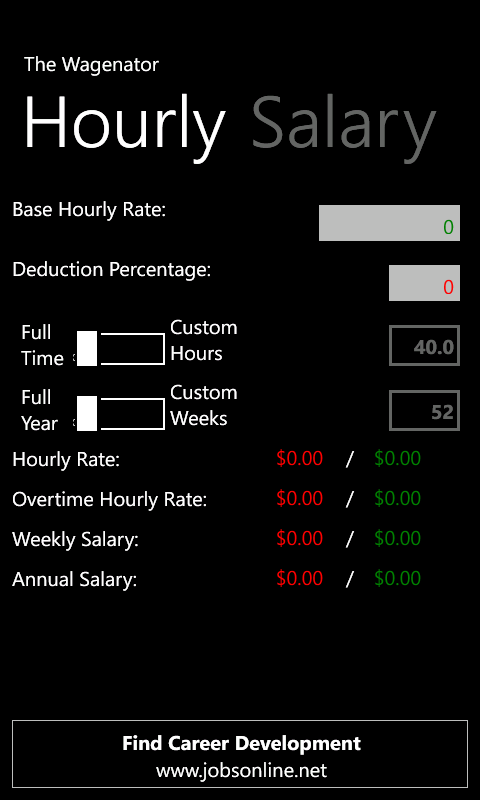 The Wagenator
Hourly Salary
Base Hourly Rate:
0
Deduction Percentage:
0
Full Time
Custom Hours
40.0
Full Year
Custom Weeks
52
Hourly Rate: $0.00 / $0.00
Overtime Hourly Rate: $0.00 / $0.00
Weekly Salary: $0.00 / $0.00
Annual Salary: $0.00 / $0.00
Find Career Development
www.jobsonline.net